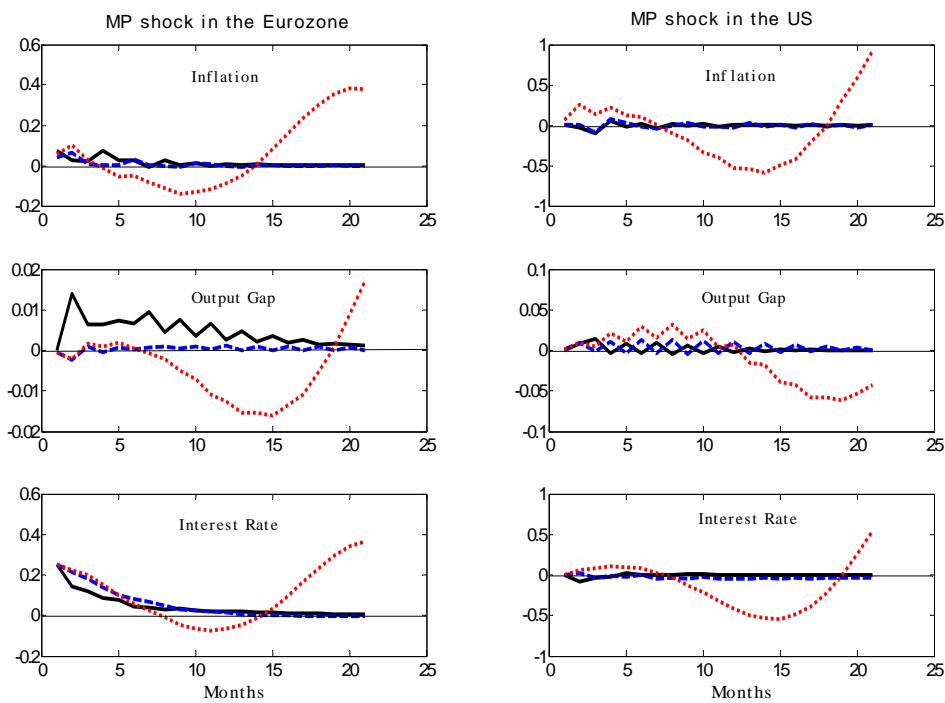 MP shock in the Eurozone
0.6
0.4
0.2
0
-0.2
Inflation
0 5 10 15 20 25
0.02
0.01
0
-0.01
-0.02
Output Gap
0 5 10 15 20 25
0.6
0.4
0.2
0
-0.2
Interest Rate
0 5 10 15 20 25
Months
MP shock in the US
1
0.5
0
-0.5
-1
Inflation
0 5 10 15 20 25
0.1
0.05
0
-0.05
-0.1
Output Gap
0 5 10 15 20 25
1
0.5
0
-0.5
-1
Interest Rate
0 5 10 15 20 25
Months